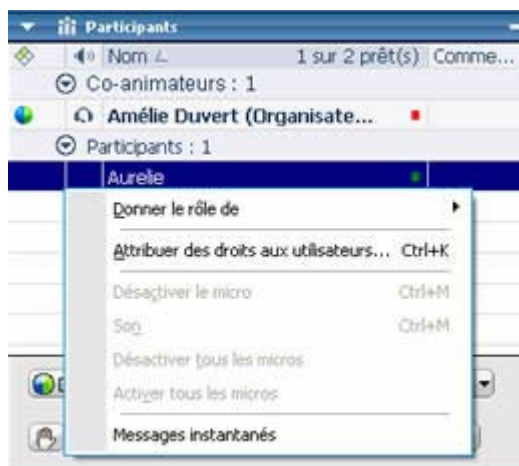 Participants
Nom 1 sur 2 prêt(s) Comme...
Co-animateurs : 1
Amélie Duvert (Organisate...
Participants : 1
Aurelie
Donner le rôle de
Attribuer des droits aux utilisateurs... Ctrl+K
Désactiver le micro Ctrl+M
Son Ctrl+M
Désactiver tous les micros
Activer tous les micros
Messages instantanés